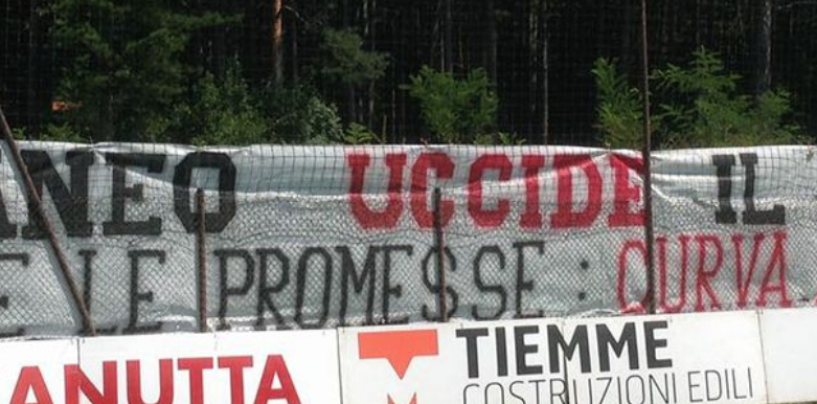 NEO UCCIDE IL
E LE PROMESSE: CURVA
ANUTTA
TIEMME
COSTRUZIONI EDILI